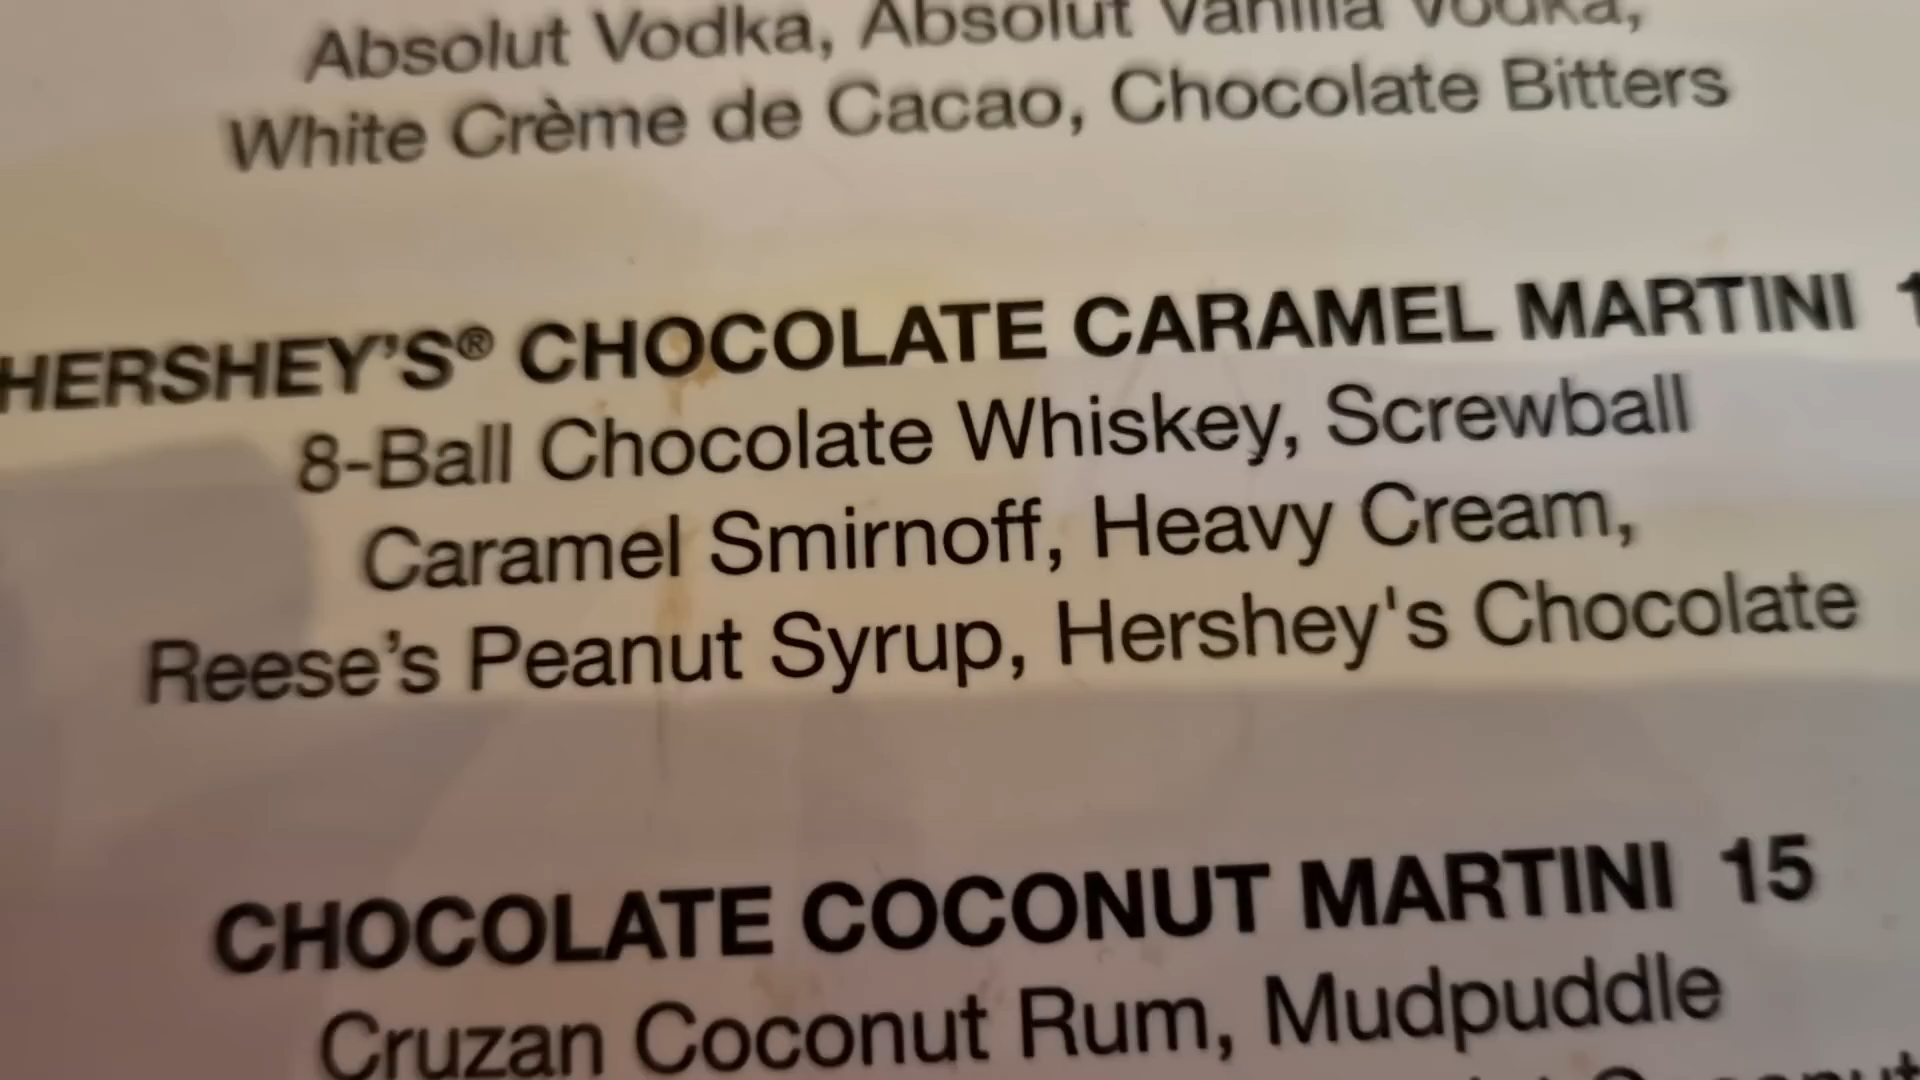 Absolut Vodka, Absolut Vanilla Vodka,
White Crème de Cacao, Chocolate Bitters
HERSHEY'S® CHOCOLATE CARAMEL MARTINI 1
8-Ball Chocolate Whiskey, Screwball
Caramel Smirnoff, Heavy Cream,
Reese's Peanut Syrup, Hershey's Chocolate
CHOCOLATE COCONUT MARTINI 15
Cruzan Coconut Rum, Mudpuddle